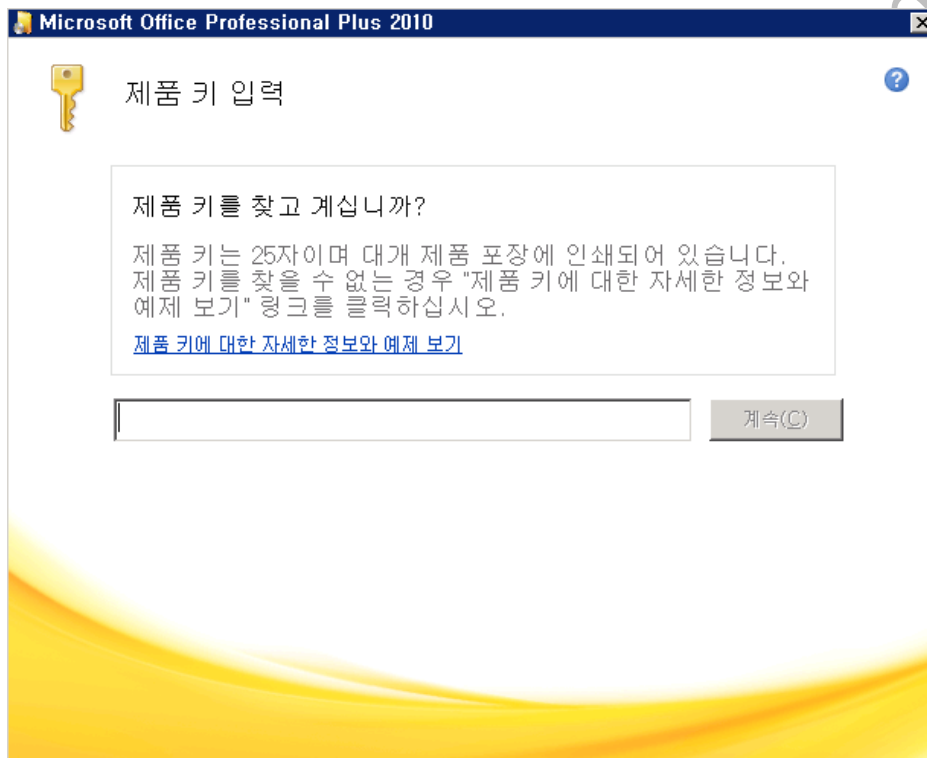 Microsoft Office Professional Plus 2010
제품 키 입력
제품 키를 찾고 계십니까?
제품 키는 25자이며 대개 제품 포장에 인쇄되어 있습니다.
제품 키를 찾을 수 없는 경우 "제품 키에 대한 자세한 정보와
예제 보기" 링크를 클릭하십시오.
제품 키에 대한 자세한 정보와 예제 보기
계속(C)